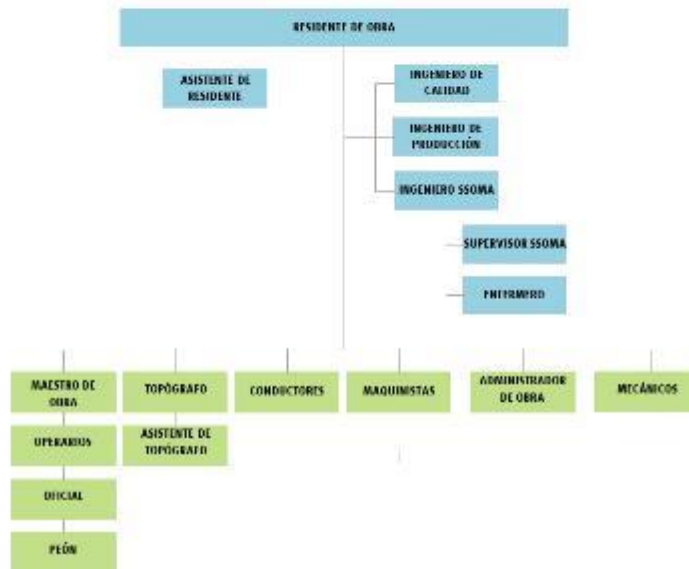 RESIDENTE DE OBRA
ASISTENTE DE
RESIDENTE
INGENIERO DE
CALIDAD
INGENIERO DE
PRODUCCIÓN
INGENIERO SSOMA
SUPERVISOR SSOMA
ENFERMERO
MAESTRO DE
OBRA
TOPÓGRAFO
CONDUCTORES
MAQUINISTAS
ADMINISTRADOR
DE OBRA
MECÁNICOS
OPERARIOS
ASISTENTE DE
TOPÓGRAFO
OFICIAL
PEÓN